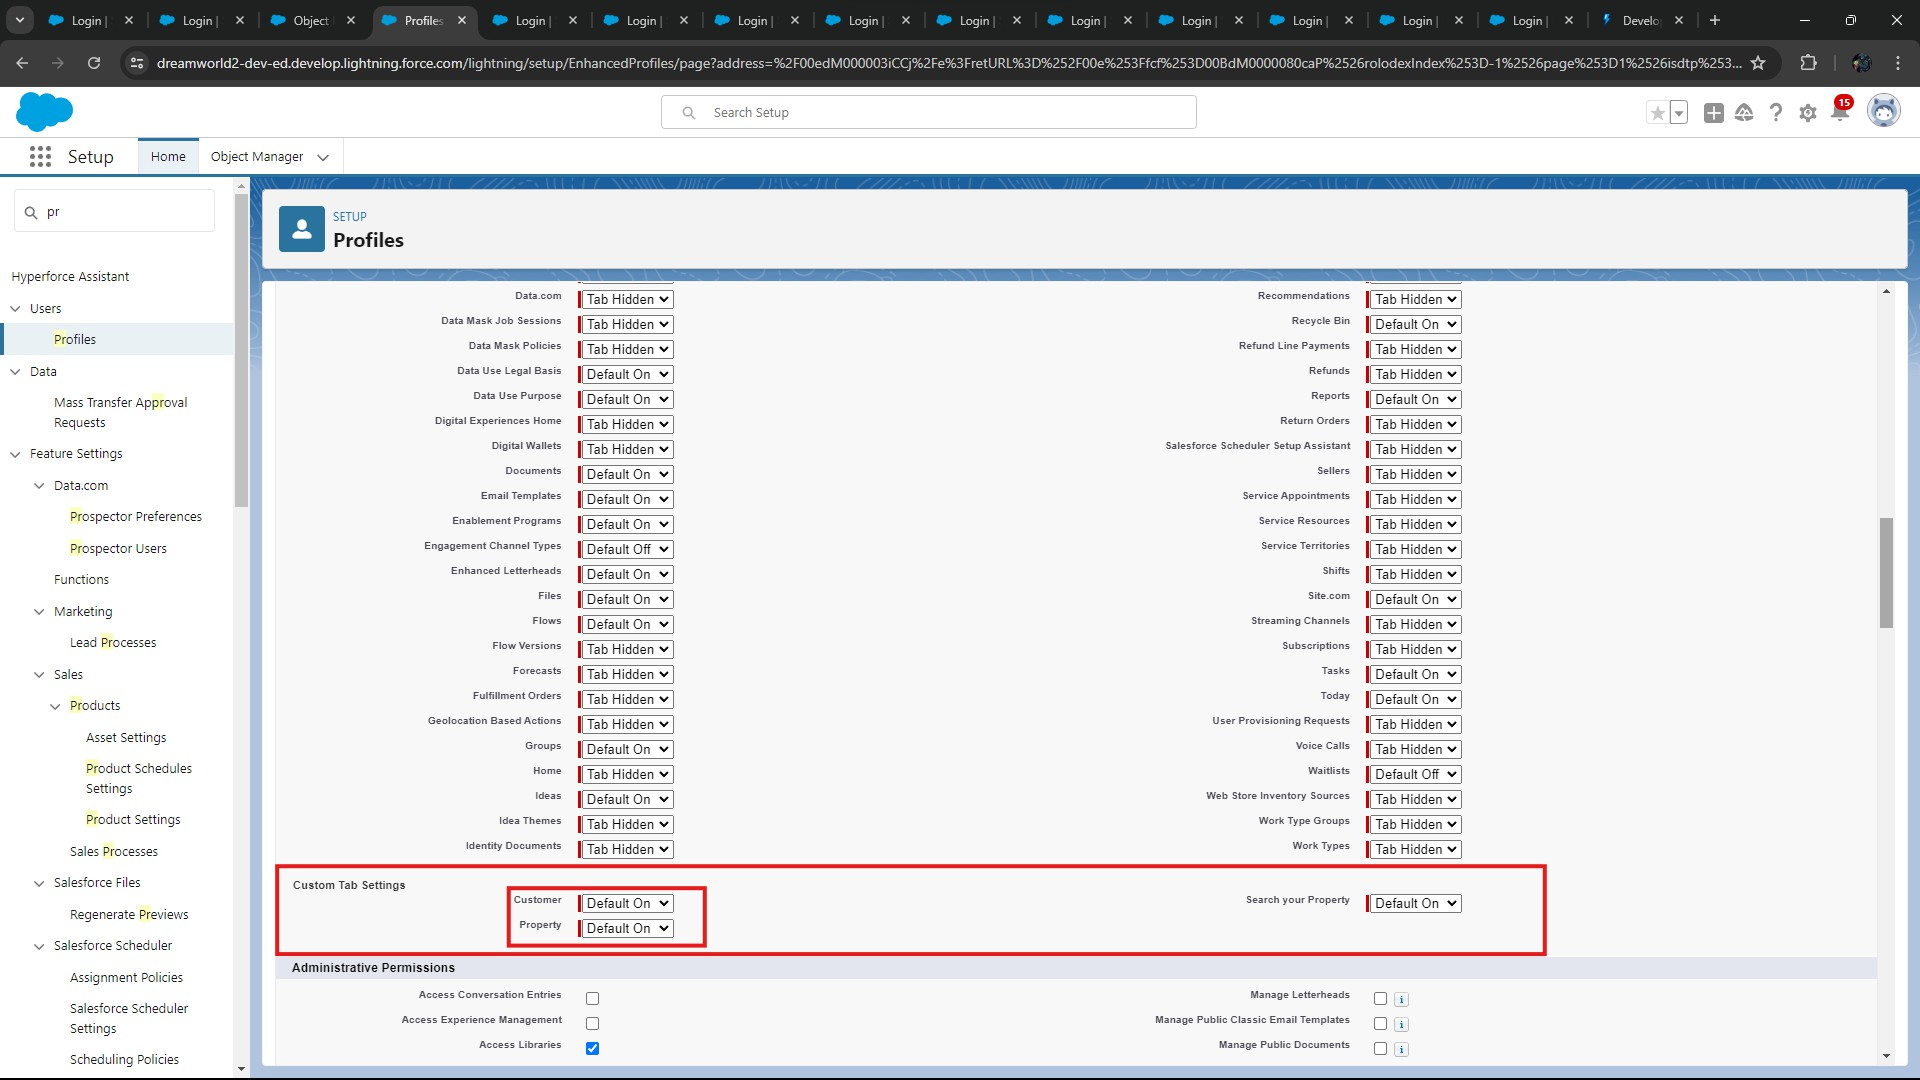 Login |
Login |
Object
Profiles
Login |
Login |
Login |
Login |
Login |
Login |
Login |
Login |
Login |
Login |
Develo
dreamworld2-dev-ed.develop.lightning.force.com/lightning/setup/EnhancedProfiles/page?address=%2F00edM000003iCCj%2Fe%3FretURL%3D%252F00e%253Ffcf%253D00BdM0000080caP%2526rolodexIndex%253D-1%2526page%253D1%2526isdtp%253...
Search Setup
15
Setup
Home
Object Manager
pr
Hyperforce Assistant
Users
Profiles
Data
Mass Transfer Approval
Requests
Feature Settings
Data.com
Prospector Preferences
Prospector Users
Functions
Marketing
Lead Processes
Sales
Products
Asset Settings
Product Schedules
Settings
Product Settings
Sales Processes
Salesforce Files
Regenerate Previews
Salesforce Scheduler
Assignment Policies
Salesforce Scheduler
Settings
Scheduling Policies
SETUP
Profiles
Data.com Tab Hidden Recommendations Tab Hidden
Data Mask Job Sessions Tab Hidden Recycle Bin Default On
Data Mask Policies Tab Hidden Refund Line Payments Tab Hidden
Data Use Legal Basis Default On Refunds Tab Hidden
Data Use Purpose Default On Reports Default On
Digital Experiences Home Tab Hidden Return Orders Tab Hidden
Digital Wallets Tab Hidden Salesforce Scheduler Setup Assistant Tab Hidden
Documents Default On Sellers Tab Hidden
Email Templates Default On Service Appointments Tab Hidden
Enablement Programs Default On Service Resources Tab Hidden
Engagement Channel Types Default Off Service Territories Tab Hidden
Enhanced Letterheads Default On Shifts Tab Hidden
Files Default On Site.com Default On
Flows Default On Streaming Channels Tab Hidden
Flow Versions Tab Hidden Subscriptions Tab Hidden
Forecasts Tab Hidden Tasks Default On
Fulfillment Orders Tab Hidden Today Default On
Geolocation Based Actions Tab Hidden User Provisioning Requests Tab Hidden
Groups Default On Voice Calls Tab Hidden
Home Tab Hidden Waitlists Default Off
Ideas Default On Web Store Inventory Sources Tab Hidden
Idea Themes Tab Hidden Work Type Groups Tab Hidden
Identity Documents Tab Hidden Work Types Tab Hidden
Custom Tab Settings
Customer Default On Search your Property Default On
Property Default On
Administrative Permissions
Access Conversation Entries Manage Letterheads i
Access Experience Management Manage Public Classic Email Templates i
Access Libraries Manage Public Documents i